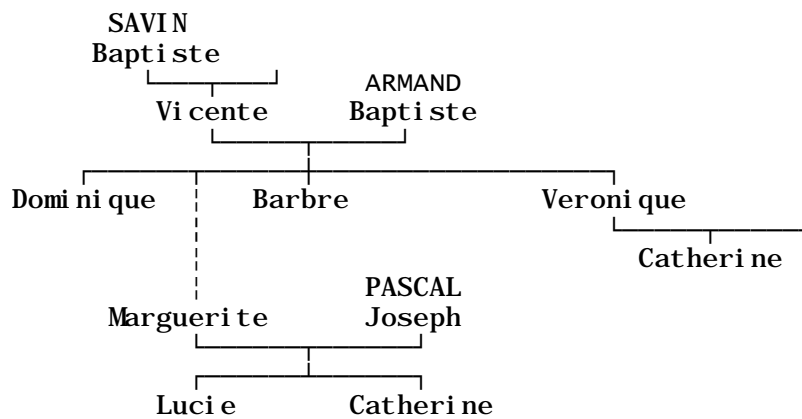 SAVIN
Baptiste
ARMAND
Vicente Baptiste
Dominique Barbre Veronique
Catherine
PASCAL
Marguerite Joseph
Lucie Catherine